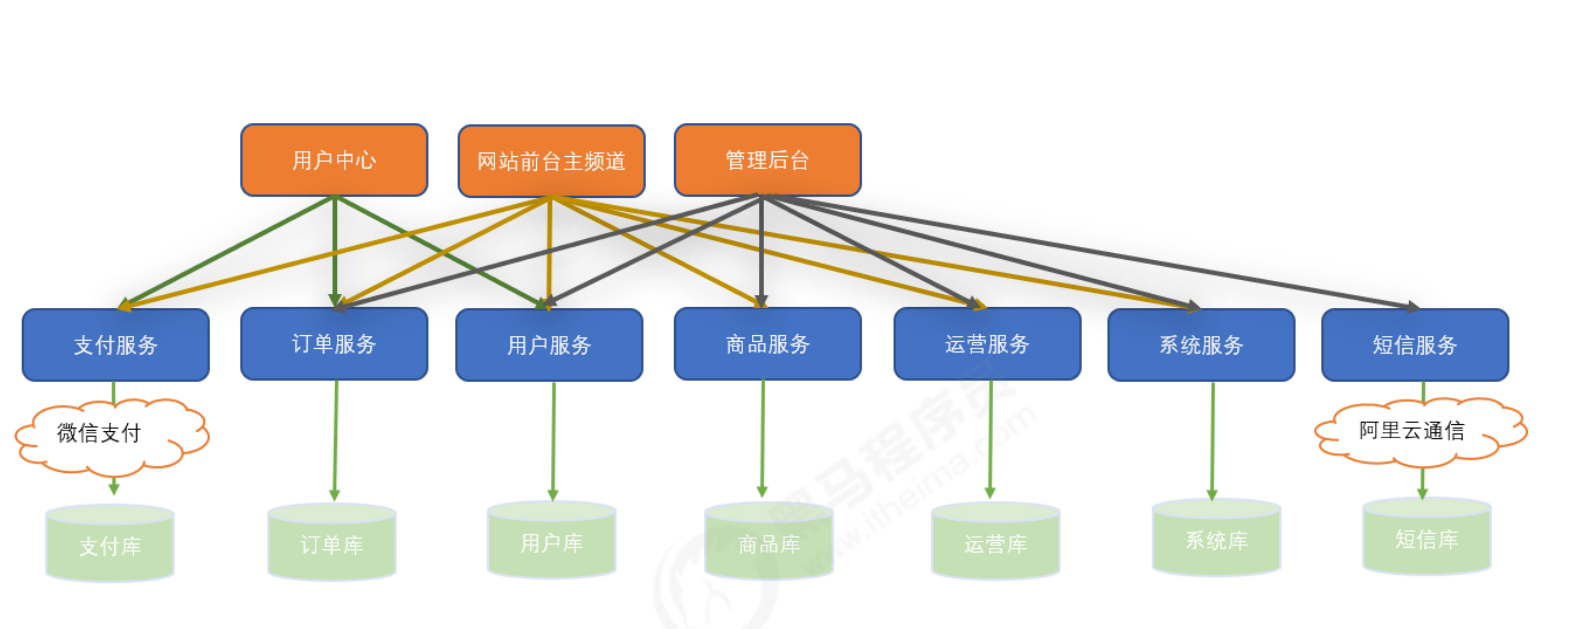 用户中心
网站前台主频道
管理后台
支付服务
订单服务
用户服务
商品服务
运营服务
系统服务
短信服务
微信支付
阿里云通信
支付库
订单库
用户库
商品库
运营库
系统库
短信库
黑马程序员
www.itheima.com